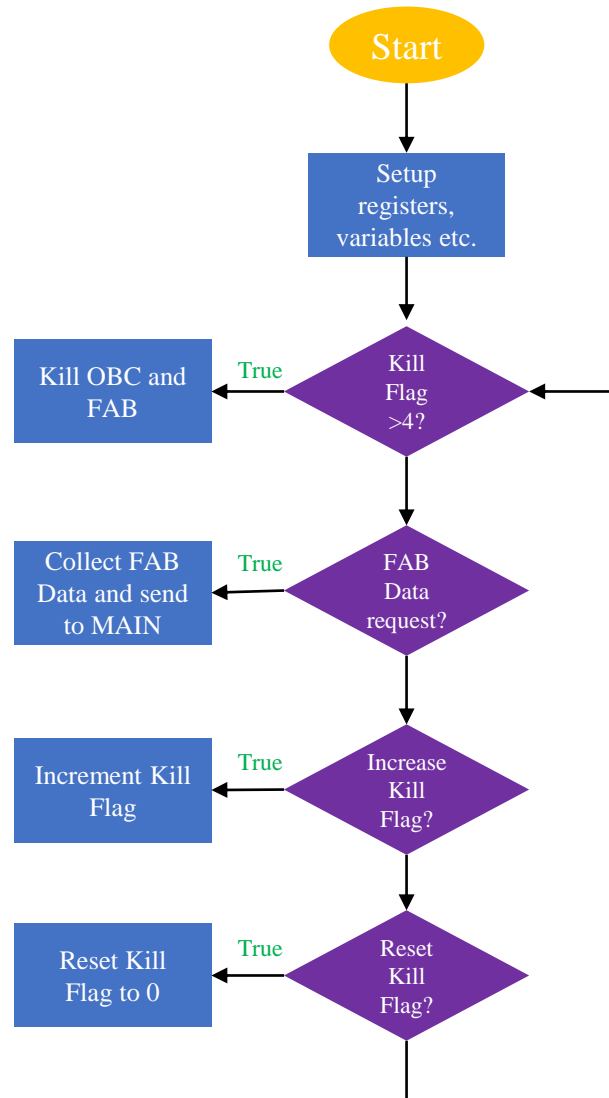 Start
Setup
registers,
variables etc.
Kill OBC and
FAB
True
Kill
Flag
>4?
Collect FAB
Data and send
to MAIN
True
FAB
Data
request?
Increment Kill
Flag
True
Increase
Kill
Flag?
Reset Kill
Flag to 0
True
Reset
Kill
Flag?